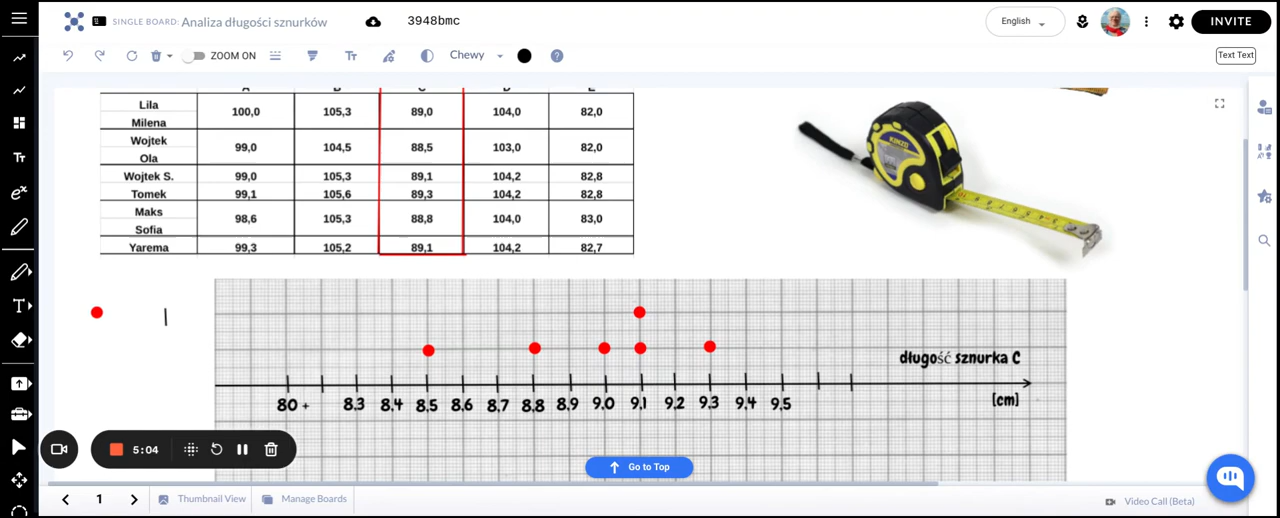 SINGLE BOARD: Analiza długości sznurków 3948bmc English INVITE
ZOOM ON Tт Chewy Text Text
A B C D E
Lila
Milena 100,0 105,3 89,0 104,0 82,0
Wojtek
Ola 99,0 104,5 88,5 103,0 82,0
Wojtek S. 99,0 105,3 89,1 104,2 82,8
Tomek 99,1 105,6 89,3 104,2 82,8
Maks
Sofia 98,6 105,3 88,8 104,0 83,0
Yarema 99,3 105,2 89,1 104,2 82,7
KINZO
długość sznurka C
80 + 8,3 8,4 8,5 8,6 8,7 8,8 8,9 9,0 9,1 9,2 9,3 9,4 9,5 [cm]
5:04
Go to Top
1 Thumbnail View Manage Boards Video Call (Beta)